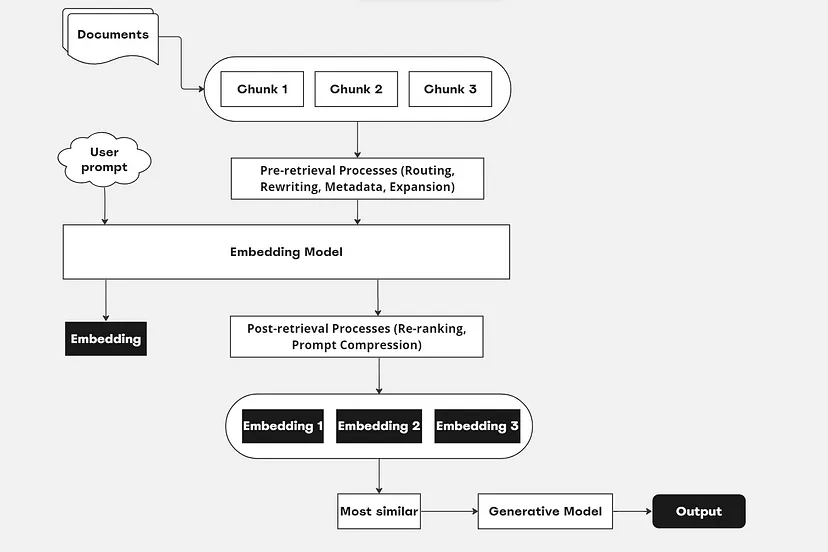 Documents
Chunk 1
Chunk 2
Chunk 3
User
prompt
Pre-retrieval Processes (Routing,
Rewriting, Metadata, Expansion)
Embedding Model
Embedding
Post-retrieval Processes (Re-ranking,
Prompt Compression)
Embedding 1
Embedding 2
Embedding 3
Most similar
Generative Model
Output